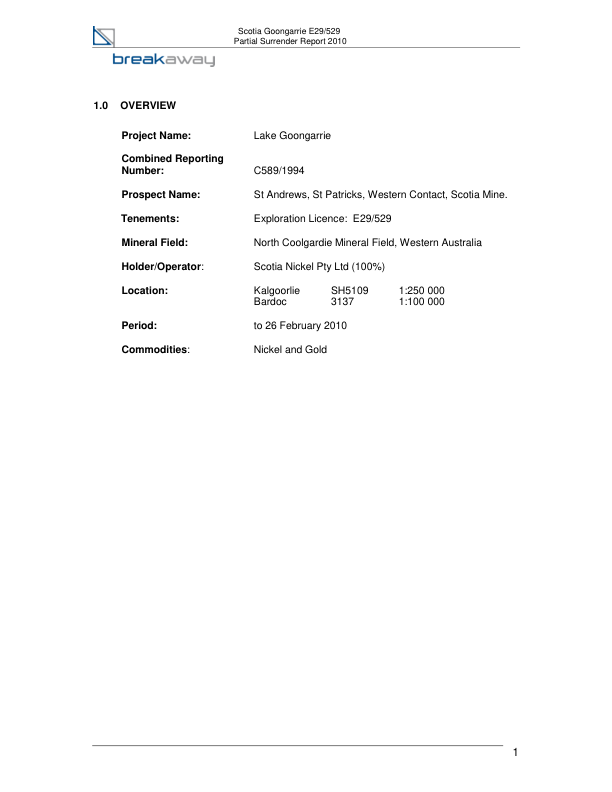 Scotia Goongarrie E29/529
Partial Surrender Report 2010
breakaway
1.0 OVERVIEW
Project Name: Lake Goongarrie
Combined Reporting
Number: C589/1994
Prospect Name: St Andrews, St Patricks, Western Contact, Scotia Mine.
Tenements: Exploration Licence: E29/529
Mineral Field: North Coolgardie Mineral Field, Western Australia
Holder/Operator: Scotia Nickel Pty Ltd (100%)
Location: Kalgoorlie SH5109 1:250 000
Bardoc 3137 1:100 000
Period: to 26 February 2010
Commodities: Nickel and Gold
1